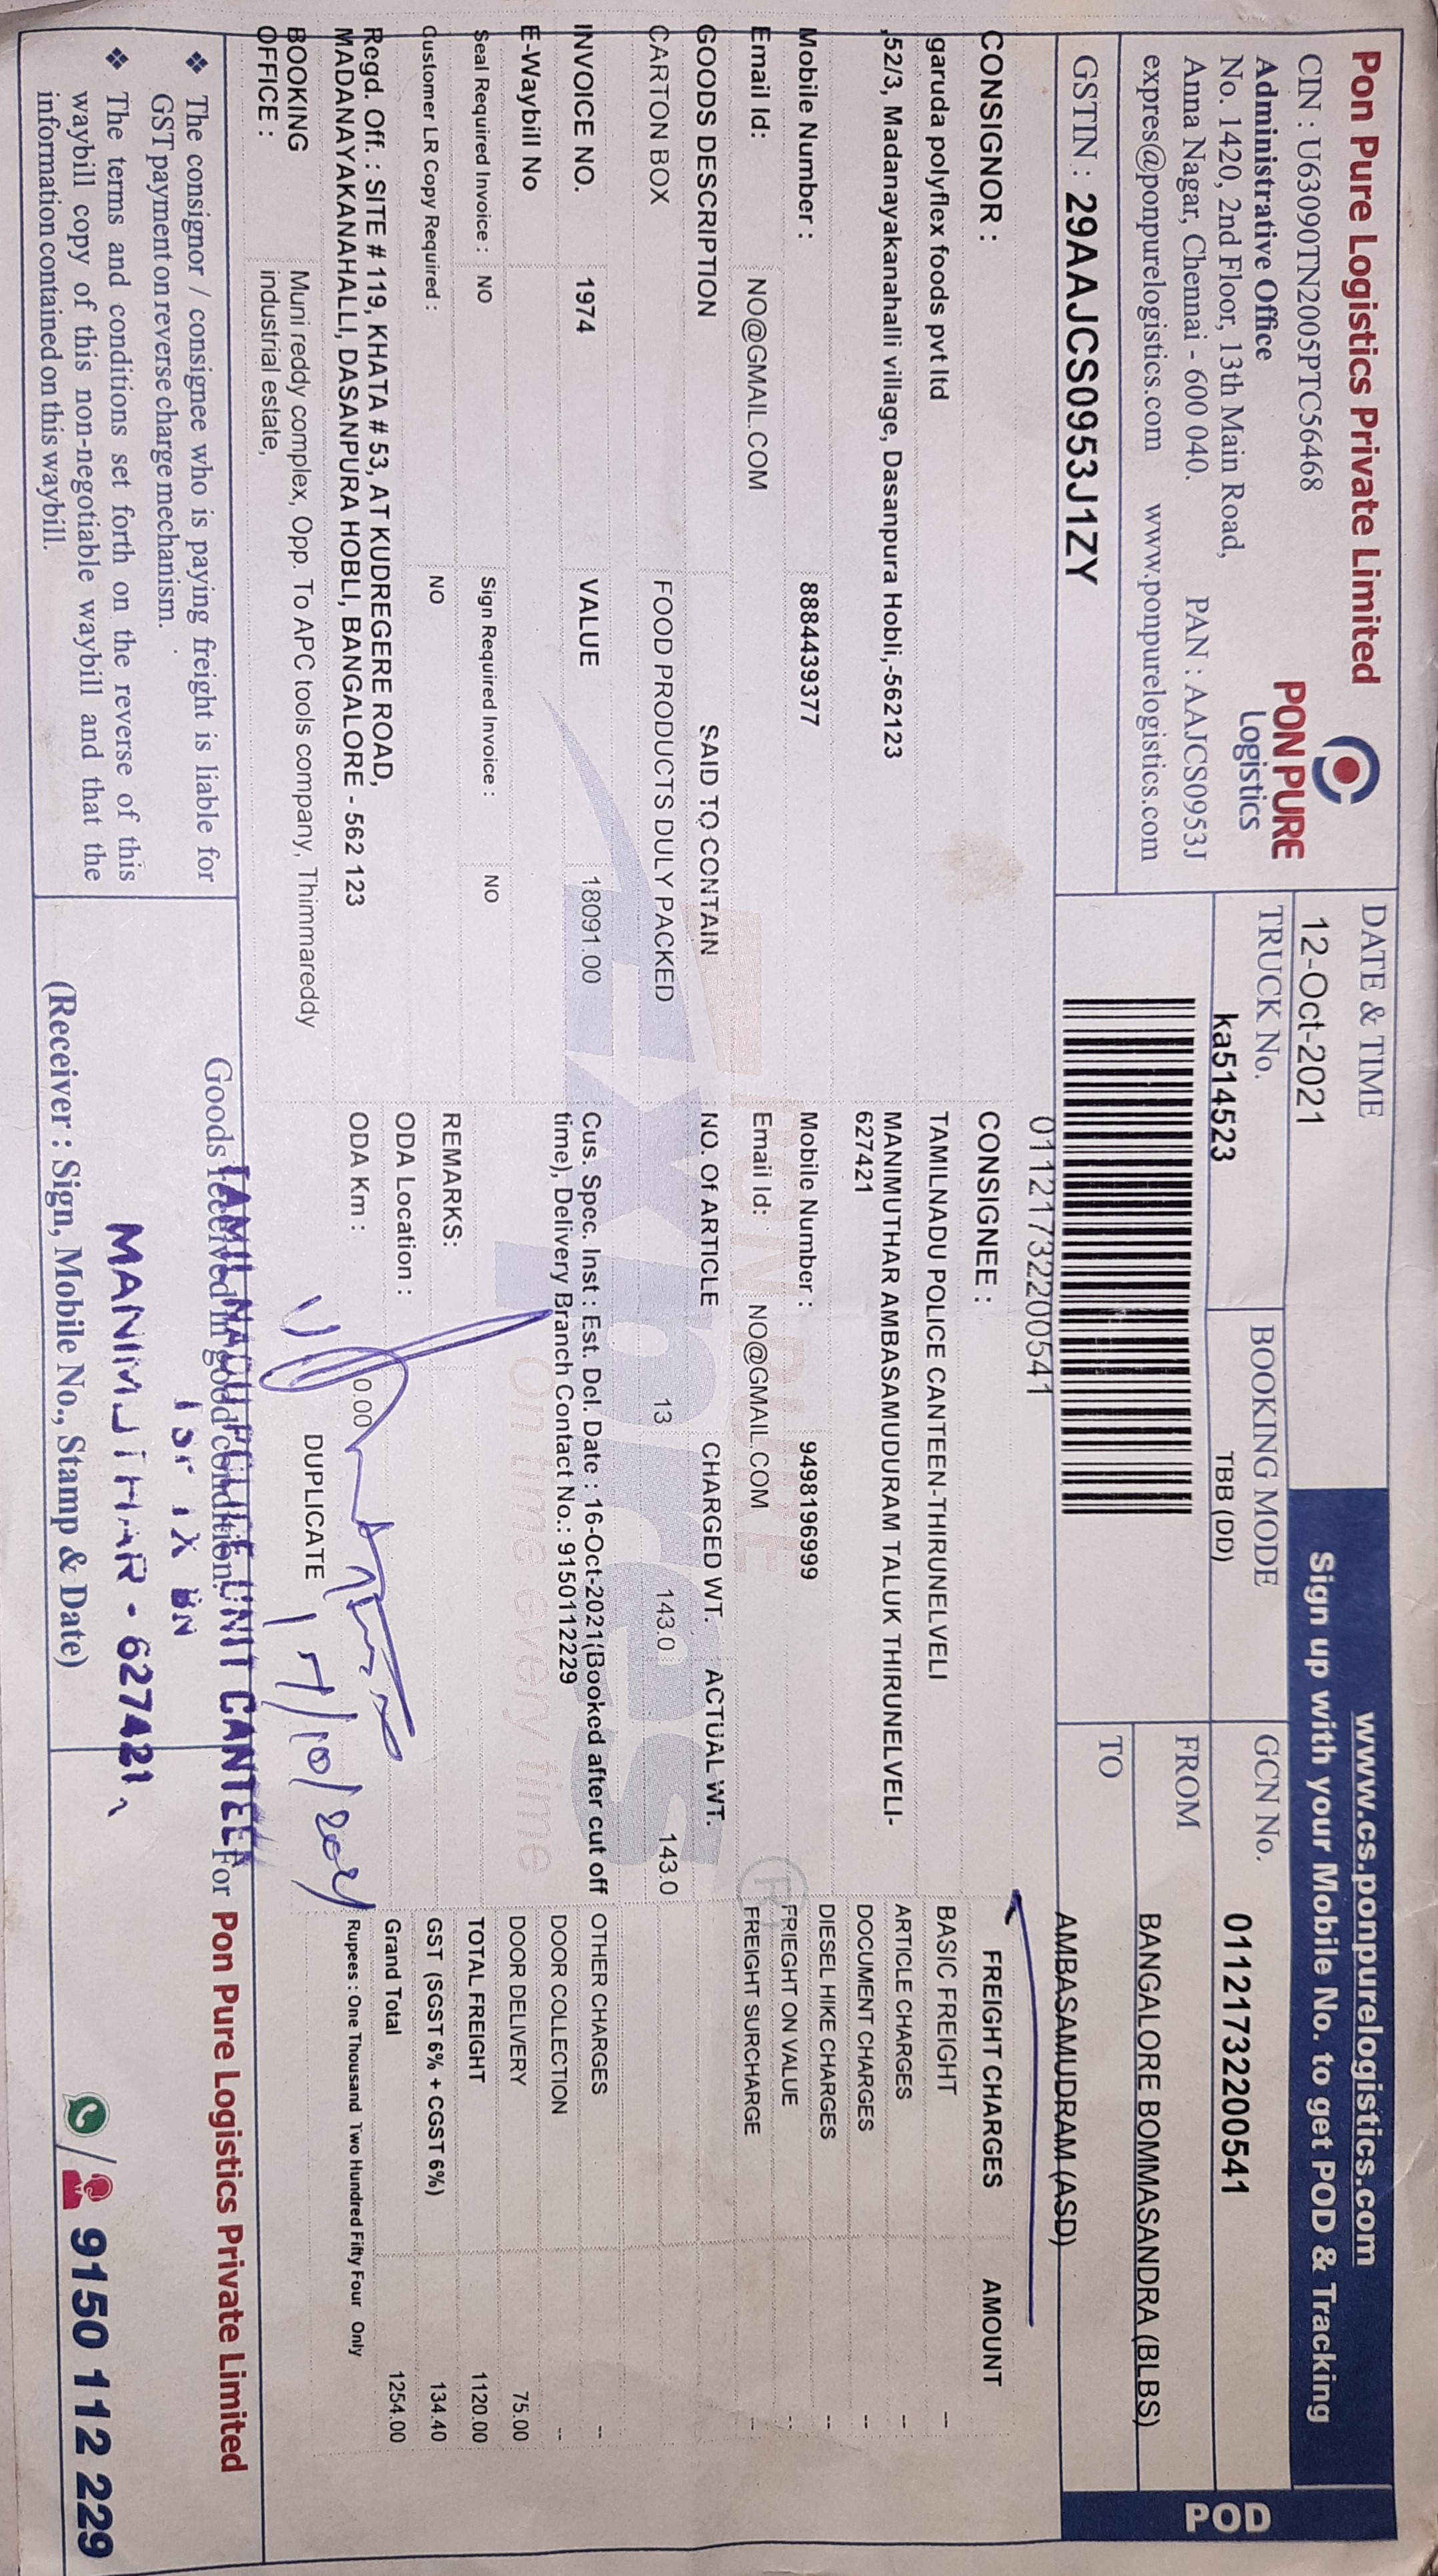 Pon Pure Logistics Private Limited
CIN : U63090TN2005PTC56468
Administrative Office
No. 1420, 2nd Floor, 13th Main Road,
Anna Nagar, Chennai - 600 040. PAN : AAJCS0953J
expres@ponpurelogistics.com www.ponpurelogistics.com
PONPURE
Logistics
GSTIN : 29AAJCS0953J1ZY
DATE & TIME
12-Oct-2021
TRUCK No.
ka514523
BOOKING MODE
TBB (DD)
www.cs.ponpurelogistics.com
Sign up with your Mobile No. to get POD & Tracking
GCN No. 01121732200541
FROM BANGALORE BOMMASANDRA (BLBS)
TO AMBASAMUDRAM (ASD)
POD
01121732200541
CONSIGNOR :
garuda polyflex foods pvt ltd
,52/3, Madanayakanahalli village, Dasanpura Hobli,-562123
Mobile Number : 8884439377
Email Id: NO@GMAIL.COM
CONSIGNEE :
TAMILNADU POLICE CANTEEN-THIRUNELVELI
MANIMUTHAR AMBASAMUDURAM TALUK THIRUNELVELI-
627421
Mobile Number : 9498196999
Email Id: NO@GMAIL.COM
GOODS DESCRIPTION SAID TO CONTAIN NO. Of ARTICLE CHARGED WT. ACTUAL WT.
CARTON BOX FOOD PRODUCTS DULY PACKED 13 143.0 143.0
INVOICE NO. 1974 VALUE 18091.00
E-Waybill No
Seal Required Invoice : NO Sign Required Invoice : NO
Customer LR Copy Required : NO
Cus. Spec. Inst : Est. Del. Date : 16-Oct-2021(Booked after cut off
time), Delivery Branch Contact No.: 9150112229
REMARKS:
ODA Location :
ODA Km : 0.00
DUPLICATE
17/10/2021
Regd. Off. : SITE # 119, KHATA # 53, AT KUDREGERE ROAD,
MADANAYAKANAHALLI, DASANPURA HOBLI, BANGALORE - 562 123
BOOKING OFFICE : Muni reddy complex, Opp. To APC tools company, Thimmareddy
industrial estate,
FREIGHT CHARGES AMOUNT
BASIC FREIGHT --
ARTICLE CHARGES --
DOCUMENT CHARGES --
DIESEL HIKE CHARGES --
FRIEGHT ON VALUE --
FREIGHT SURCHARGE --
OTHER CHARGES --
DOOR COLLECTION --
DOOR DELIVERY 75.00
TOTAL FREIGHT 1120.00
GST (SGST 6% + CGST 6%) 134.40
Grand Total 1254.00
Rupees : One Thousand Two Hundred Fifty Four Only
PONPURE
Expres
On time every time
❖ The consignor / consignee who is paying freight is liable for
GST payment on reverse charge mechanism.
❖ The terms and conditions set forth on the reverse of this
waybill copy of this non-negotiable waybill and that the
information contained on this waybill.
Goods received in good condition.
TAMIL NADU POLICE UNIT CANTEEN
IX BN
MANIMUTHAR - 627421
(Receiver : Sign, Mobile No., Stamp & Date)
For Pon Pure Logistics Private Limited
/ 9150 112 229